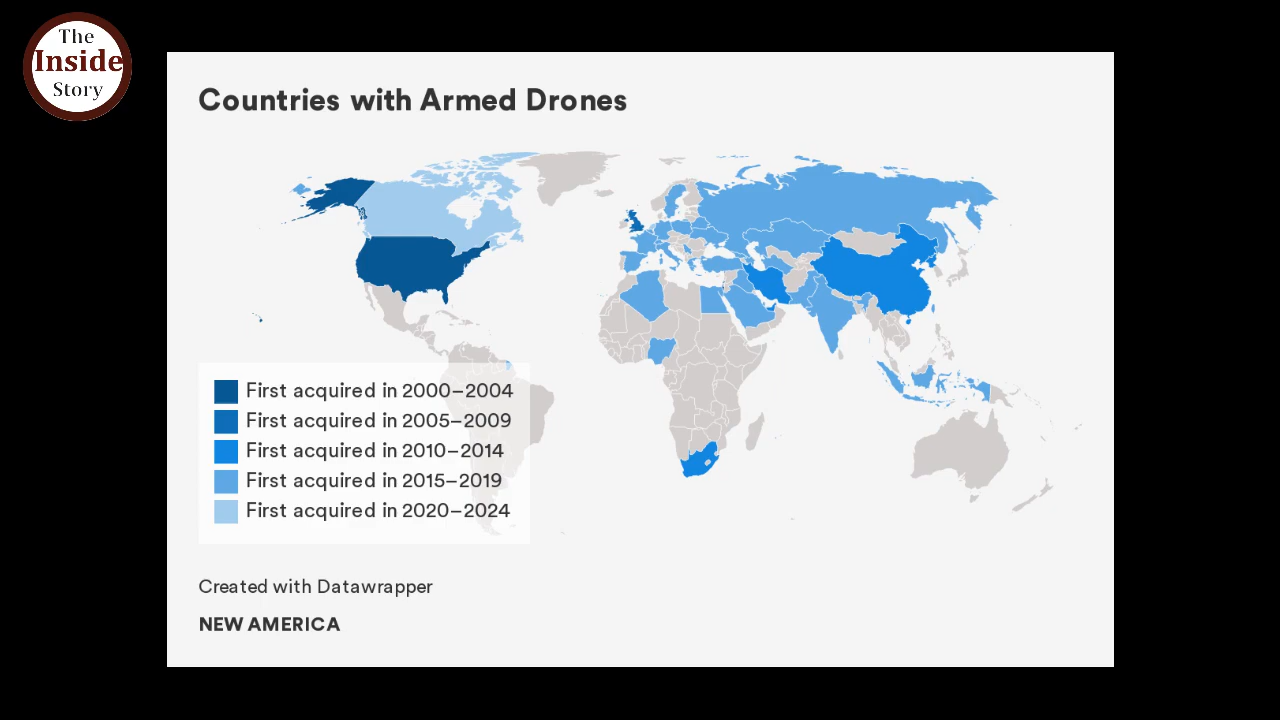 The
Inside
Story
Countries with Armed Drones
First acquired in 2000–2004
First acquired in 2005–2009
First acquired in 2010–2014
First acquired in 2015–2019
First acquired in 2020–2024
Created with Datawrapper
NEW AMERICA